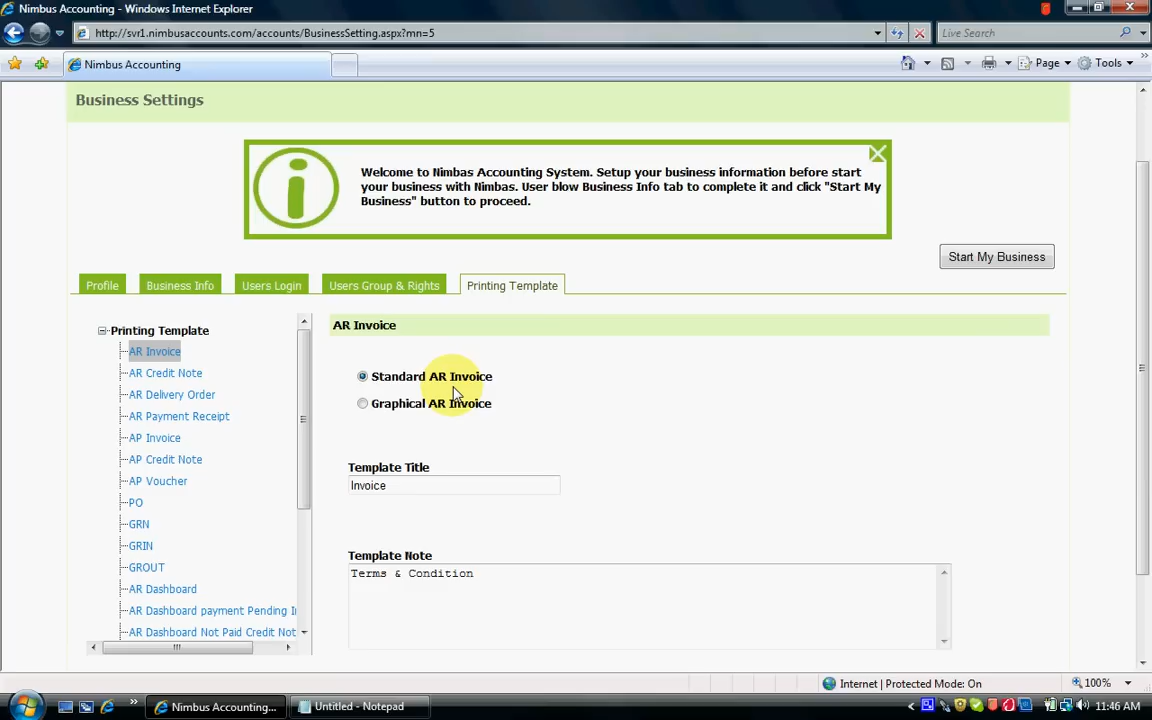 Nimbus Accounting - Windows Internet Explorer
http://svr1.nimbusaccounts.com/accounts/BusinessSetting.aspx?mn=5
Live Search
Nimbus Accounting
Page
Tools
Business Settings
Welcome to Nimbas Accounting System. Setup your business information before start
your business with Nimbas. User blow Business Info tab to complete it and click "Start My
Business" button to proceed.
Start My Business
Profile
Business Info
Users Login
Users Group & Rights
Printing Template
Printing Template
AR Invoice
AR Credit Note
AR Delivery Order
AR Payment Receipt
AP Invoice
AP Credit Note
AP Voucher
PO
GRN
GRIN
GROUT
AR Dashboard
AR Dashboard payment Pending I
AR Dashboard Not Paid Credit Not
AR Invoice
Standard AR Invoice
Graphical AR Invoice
Template Title
Invoice
Template Note
Terms & Condition
Internet | Protected Mode: On
100%
Nimbus Accounting...
Untitled - Notepad
11:46 AM